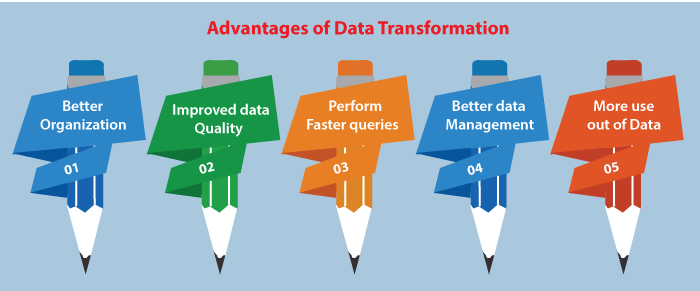 Advantages of Data Transformation
Better
Organization
01
Improved data
Quality
02
Perform
Faster queries
03
Better data
Management
04
More use
out of Data
05